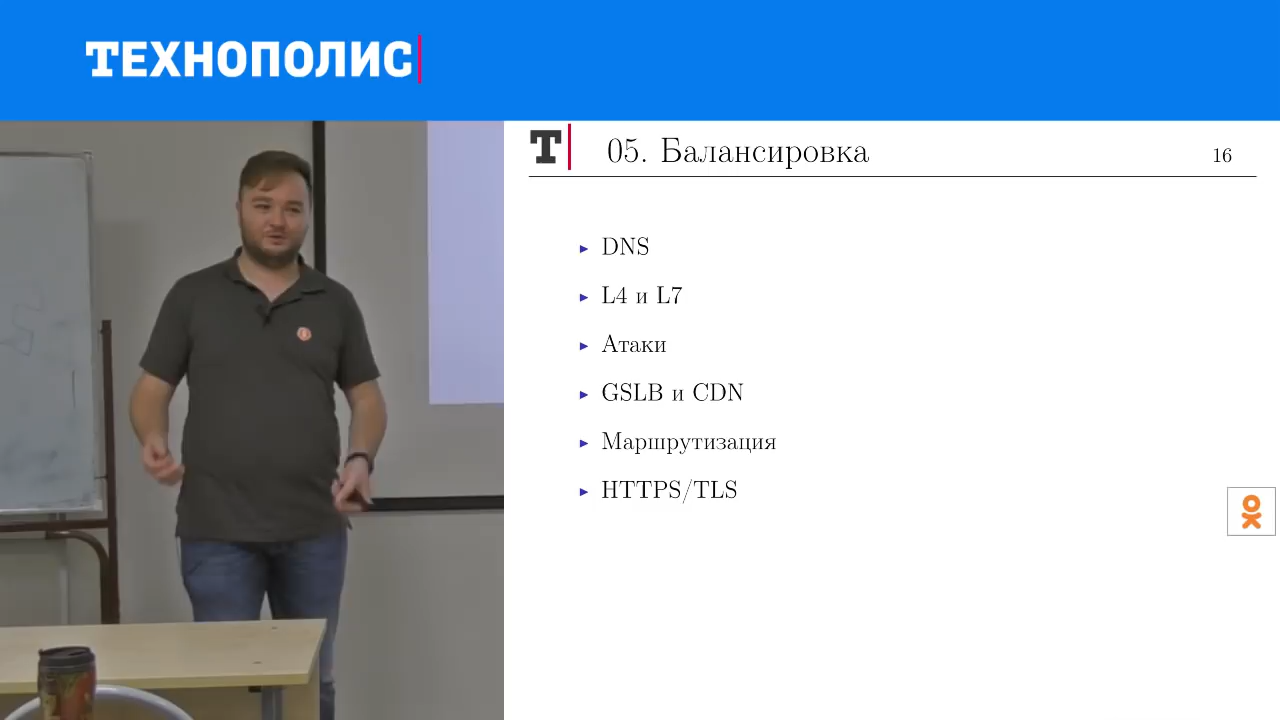 ТЕХНОПОЛИС
Т
05. Балансировка
16
DNS
L4 и L7
Атаки
GSLB и CDN
Маршрутизация
HTTPS/TLS